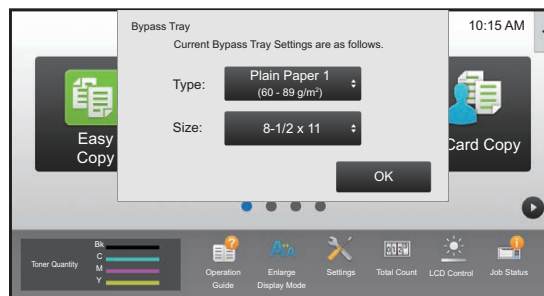 Bypass Tray
10:15 AM
Current Bypass Tray Settings are as follows.
Type:
Plain Paper 1
(60 - 89 g/m²)
Size:
8-1/2 x 11
OK
Easy
Copy
Card Copy
Toner Quantity
Bk
C
M
Y
Operation
Guide
Enlarge
Display Mode
Settings
Total Count
LCD Control
Job Status